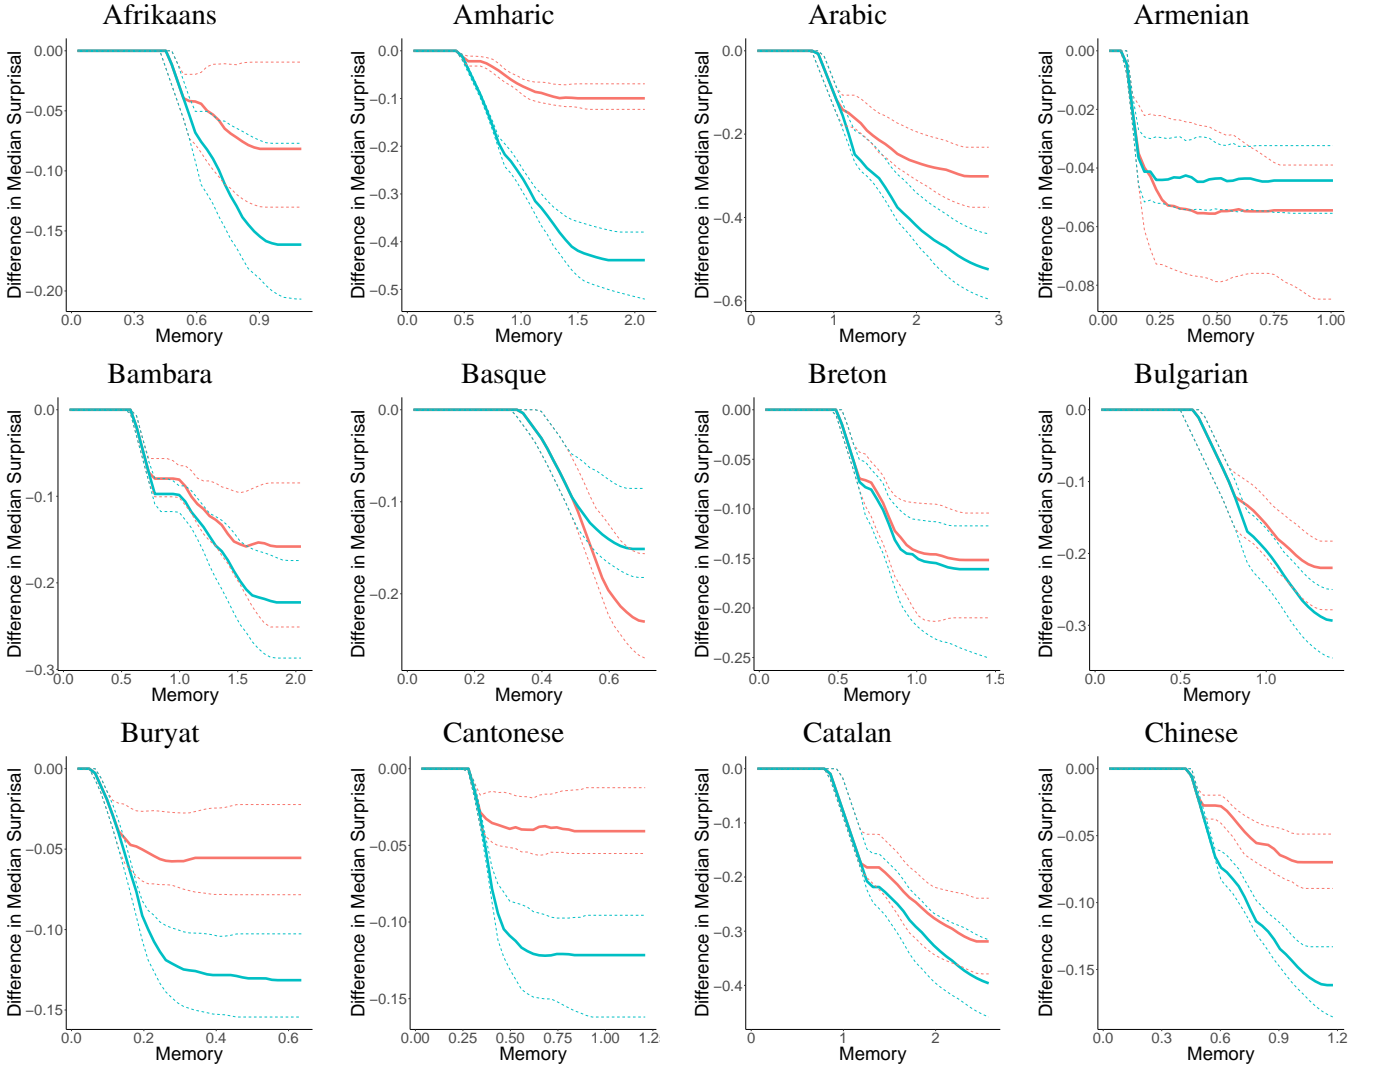 Afrikaans
Amharic
Arabic
Armenian
Difference in Median Surprisal
0.00
−0.05
−0.10
−0.15
−0.20
0.0 0.3 0.6 0.9
Memory
Difference in Median Surprisal
0.0
−0.1
−0.2
−0.3
−0.4
−0.5
0.0 0.5 1.0 1.5 2.0
Memory
Difference in Median Surprisal
0.0
−0.2
−0.4
−0.6
0 1 2 3
Memory
Difference in Median Surprisal
0.00
−0.02
−0.04
−0.06
−0.08
0.00 0.25 0.50 0.75 1.00
Memory
Bambara
Basque
Breton
Bulgarian
Difference in Median Surprisal
0.0
−0.1
−0.2
−0.3
0.0 0.5 1.0 1.5 2.0
Memory
Difference in Median Surprisal
0.0
−0.1
−0.2
0.0 0.2 0.4 0.6
Memory
Difference in Median Surprisal
0.00
−0.05
−0.10
−0.15
−0.20
−0.25
0.0 0.5 1.0 1.5
Memory
Difference in Median Surprisal
0.0
−0.1
−0.2
−0.3
0.0 0.5 1.0
Memory
Buryat
Cantonese
Catalan
Chinese
Difference in Median Surprisal
0.00
−0.05
−0.10
−0.15
0.0 0.2 0.4 0.6
Memory
Difference in Median Surprisal
0.00
−0.05
−0.10
−0.15
0.00 0.25 0.50 0.75 1.00 1.2
Memory
Difference in Median Surprisal
0.0
−0.1
−0.2
−0.3
−0.4
0 1 2
Memory
Difference in Median Surprisal
0.00
−0.05
−0.10
−0.15
0.0 0.3 0.6 0.9 1.2
Memory